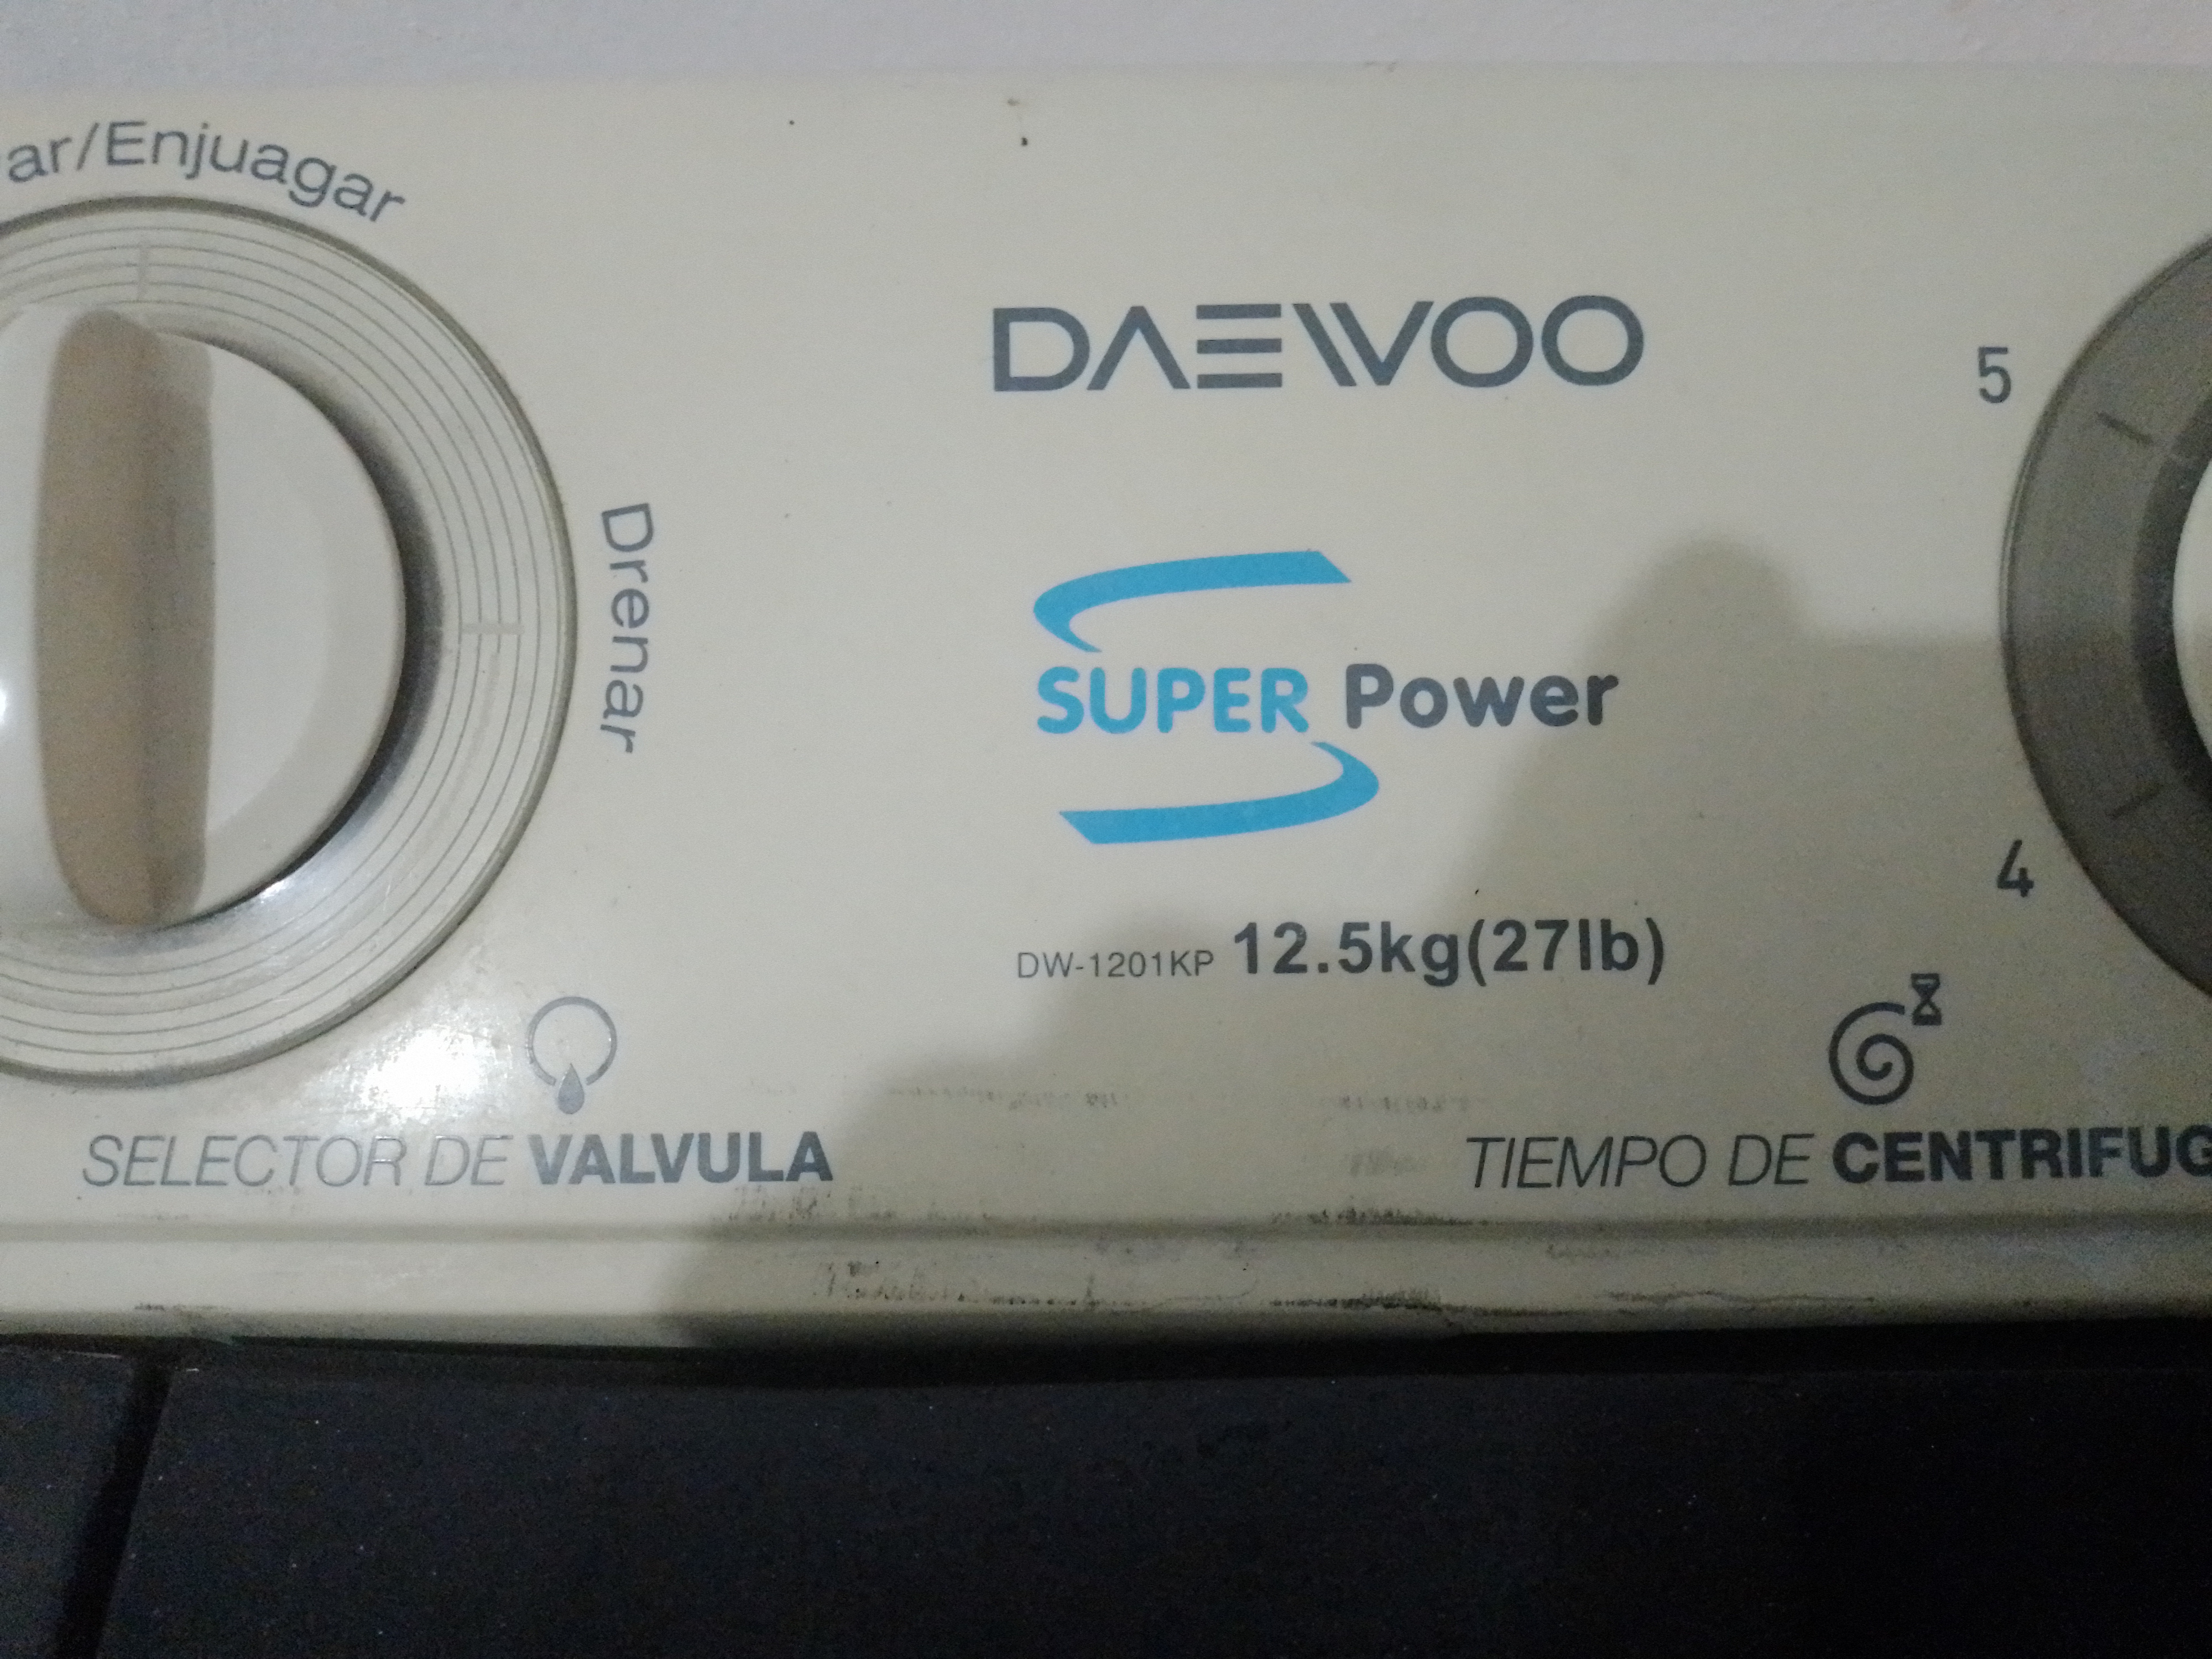 ar/Enjuagar
Drenar
SELECTOR DE VALVULA
DAEWOO
SUPER Power
DW-1201KP 12.5kg(27lb)
5
4
TIEMPO DE CENTRIFUG